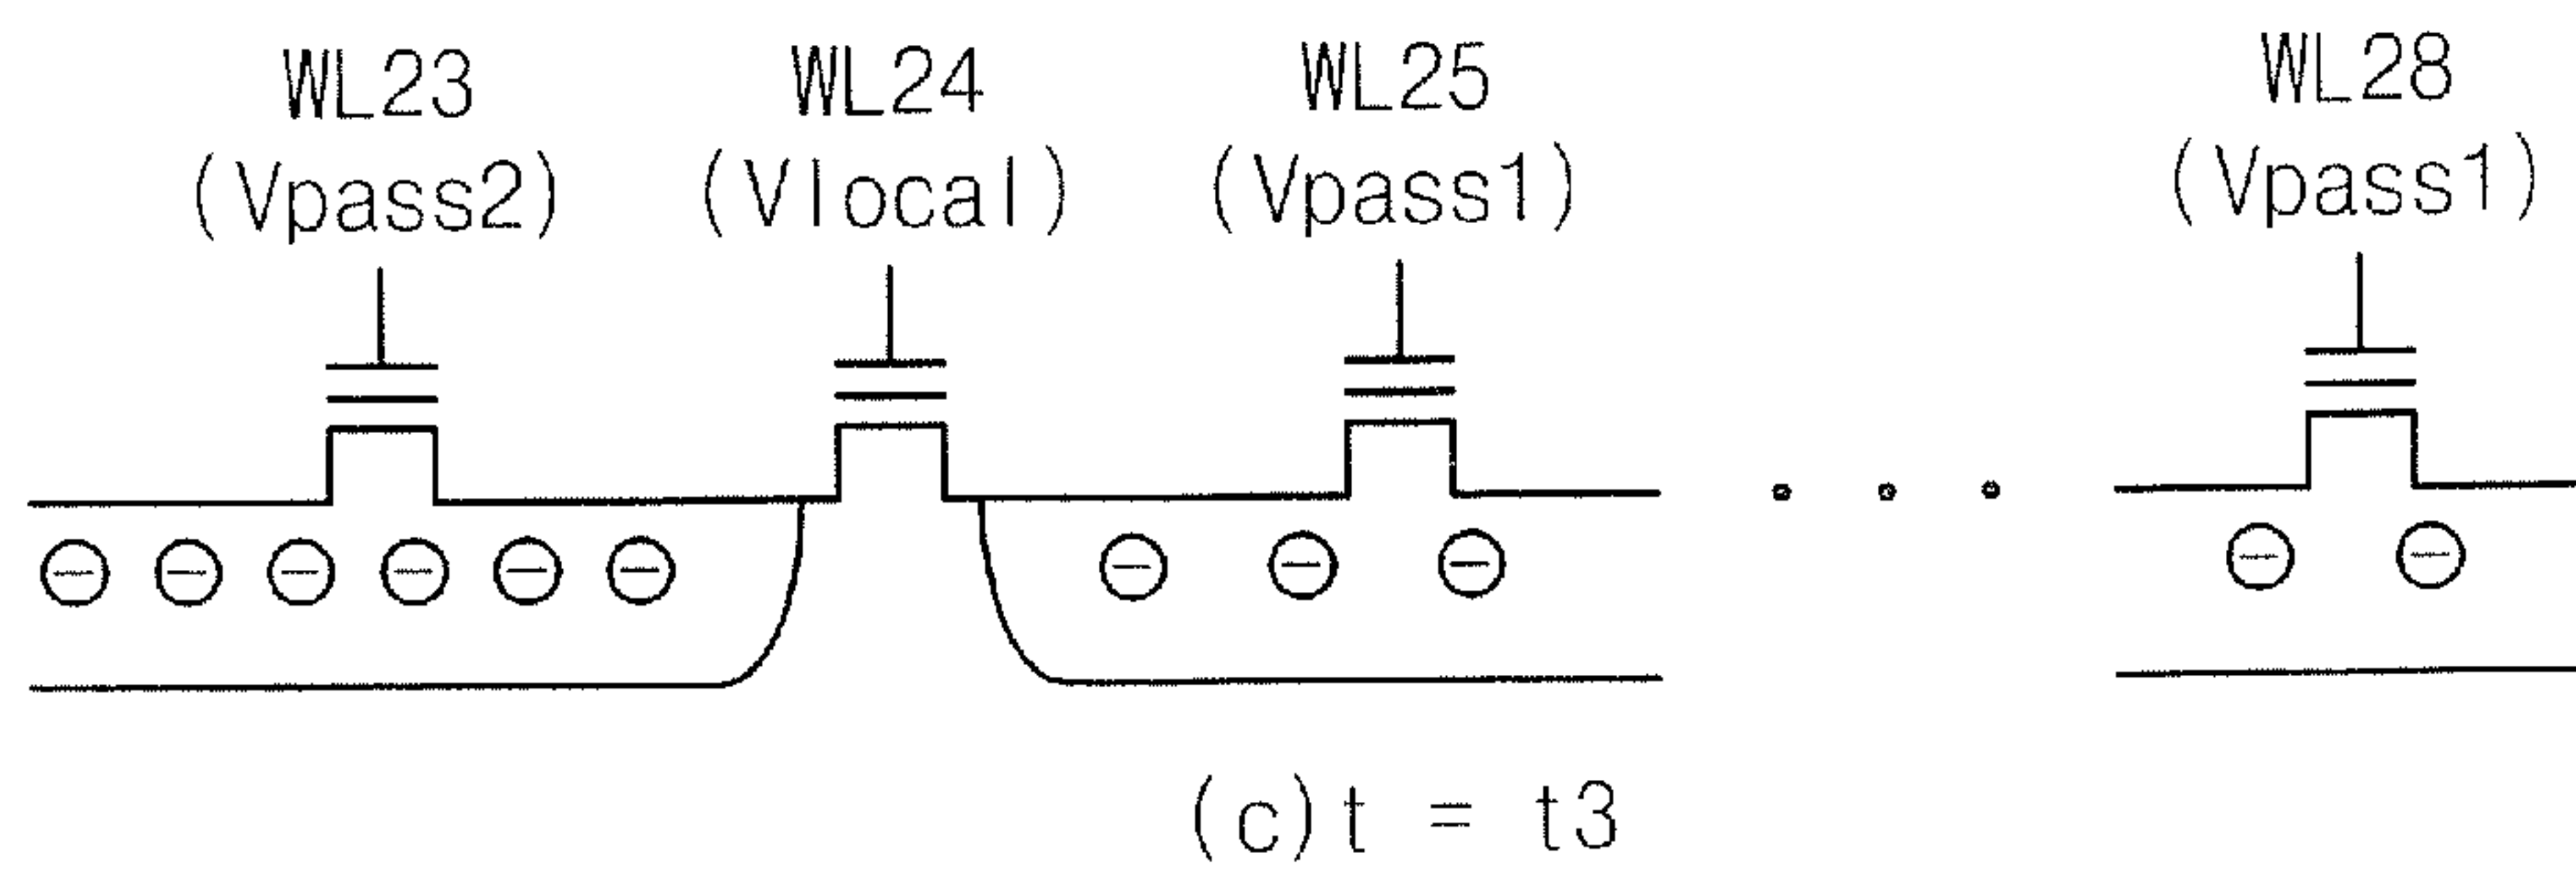 WL23 WL24 WL25 WL28
(Vpass2) (Vlocal) (Vpass1) (Vpass1)
(c)t = t3